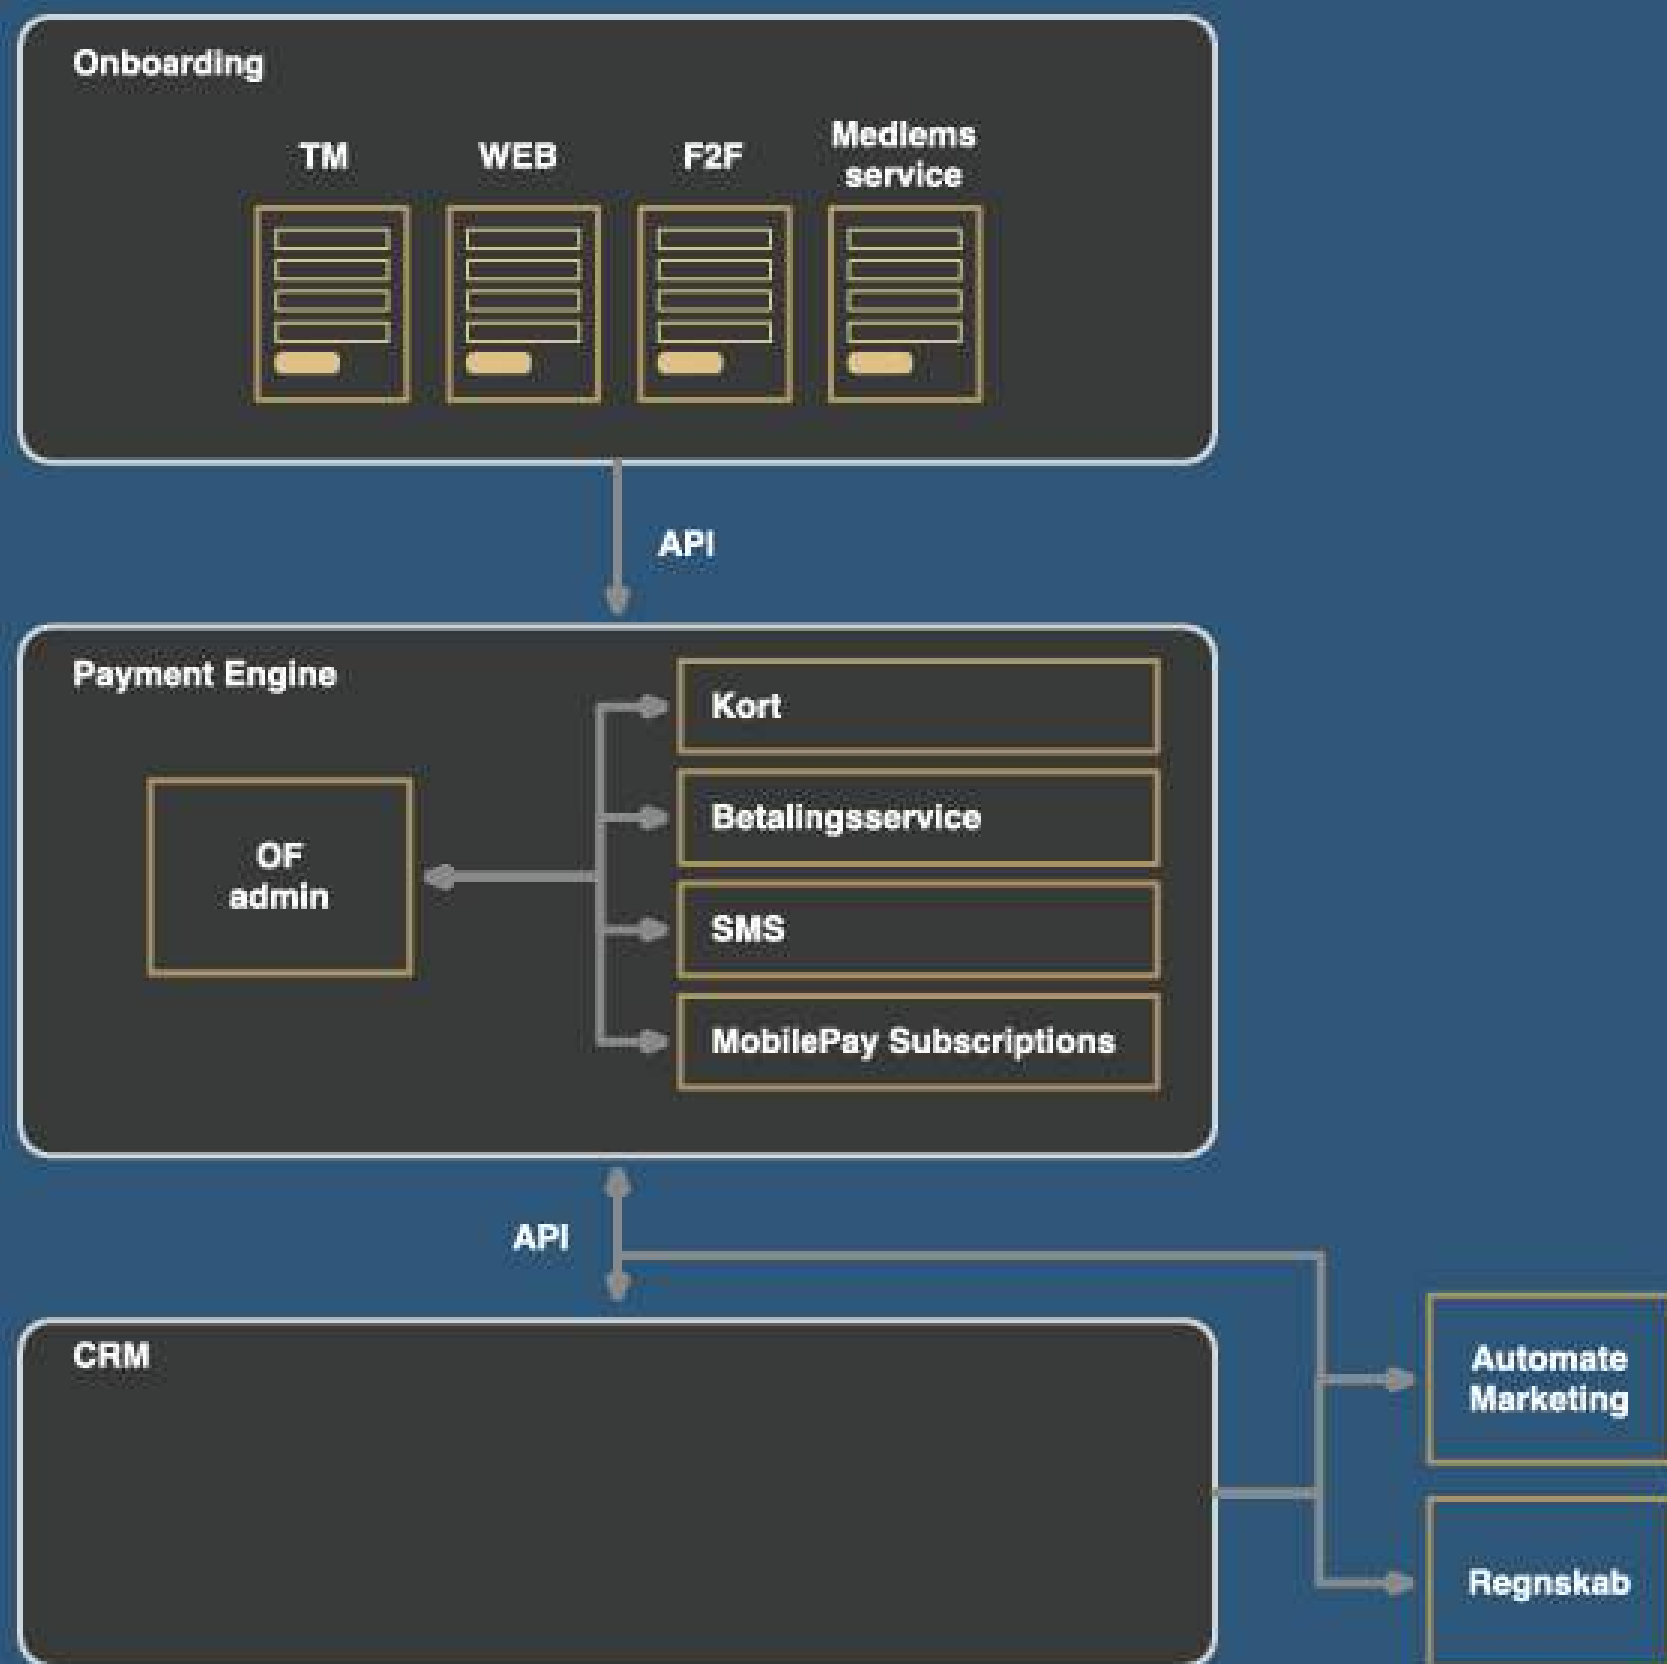 Onboarding
TM
WEB
F2F
Medlems
service
API
Payment Engine
Kort
Betalingsservice
OF
admin
SMS
MobilePay Subscriptions
API
CRM
Automate
Marketing
Regnskab